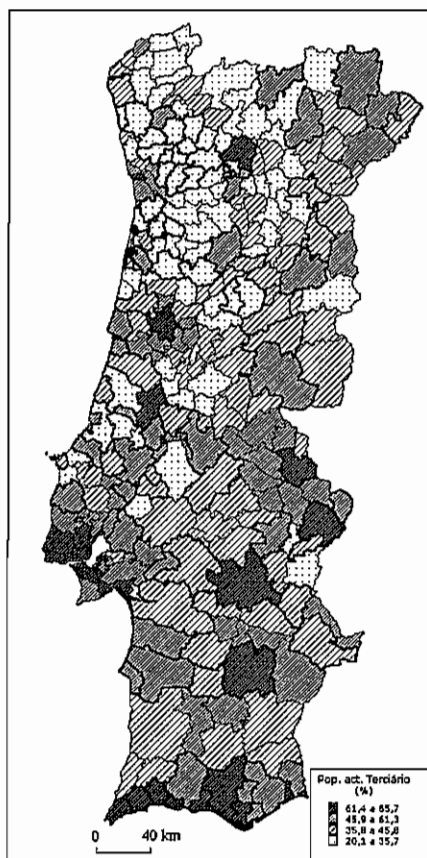 Pop. act. Terciário
(%)
61,4 a 85,7
45,9 a 61,3
35,8 a 45,8
20,1 a 35,7
0 40 km